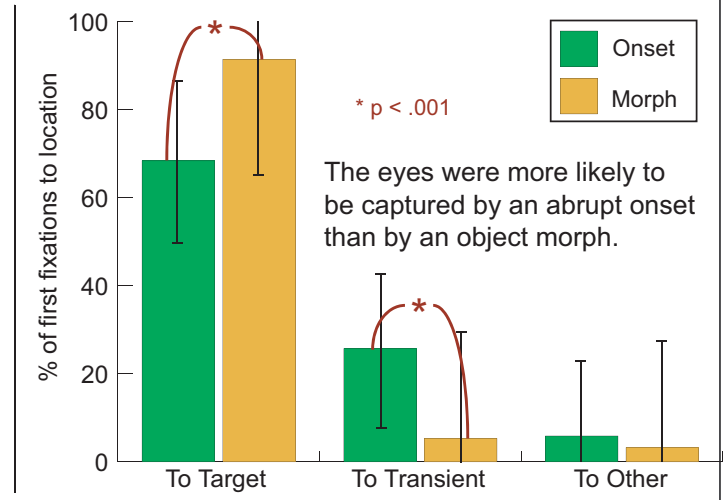 100
80
60
40
20
0
% of first fixations to location
*
* p < .001
Onset
Morph
The eyes were more likely to
be captured by an abrupt onset
than by an object morph.
*
To Target
To Transient
To Other